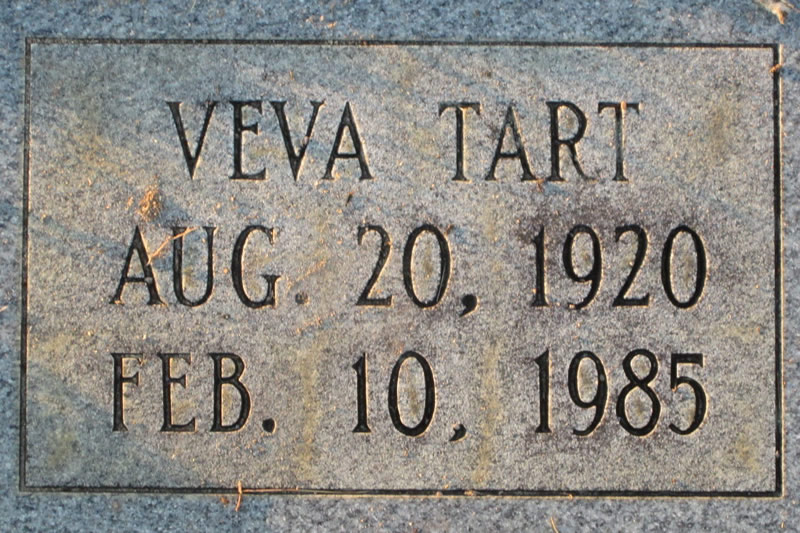 VEVA TART
AUG. 20, 1920
FEB. 10, 1985